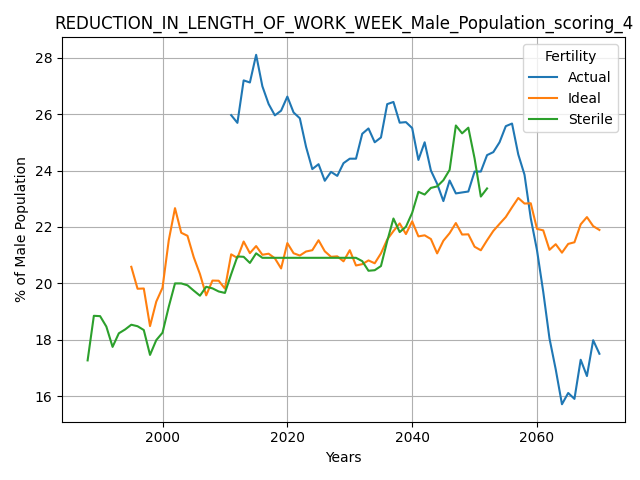 REDUCTION_IN_LENGTH_OF_WORK_WEEK_Male_Population_scoring_4
Fertility
Actual
Ideal
Sterile
28
26
24
22
20
18
16
% of Male Population
2000
2020
2040
2060
Years